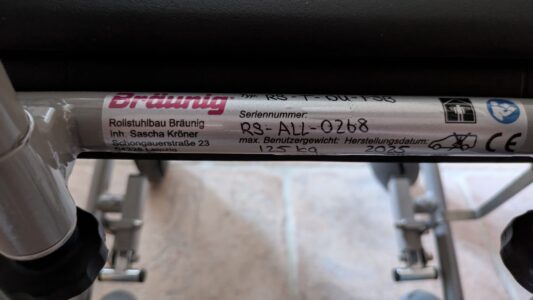 Bräunig
Rollstuhlbau Bräunig
Inh. Sascha Kröner
Schongauerstraße 23
Seriennummer:
RS-ALL-0268
max. Benutzergewicht: Herstellungsdatum
125 kg 2025
CE